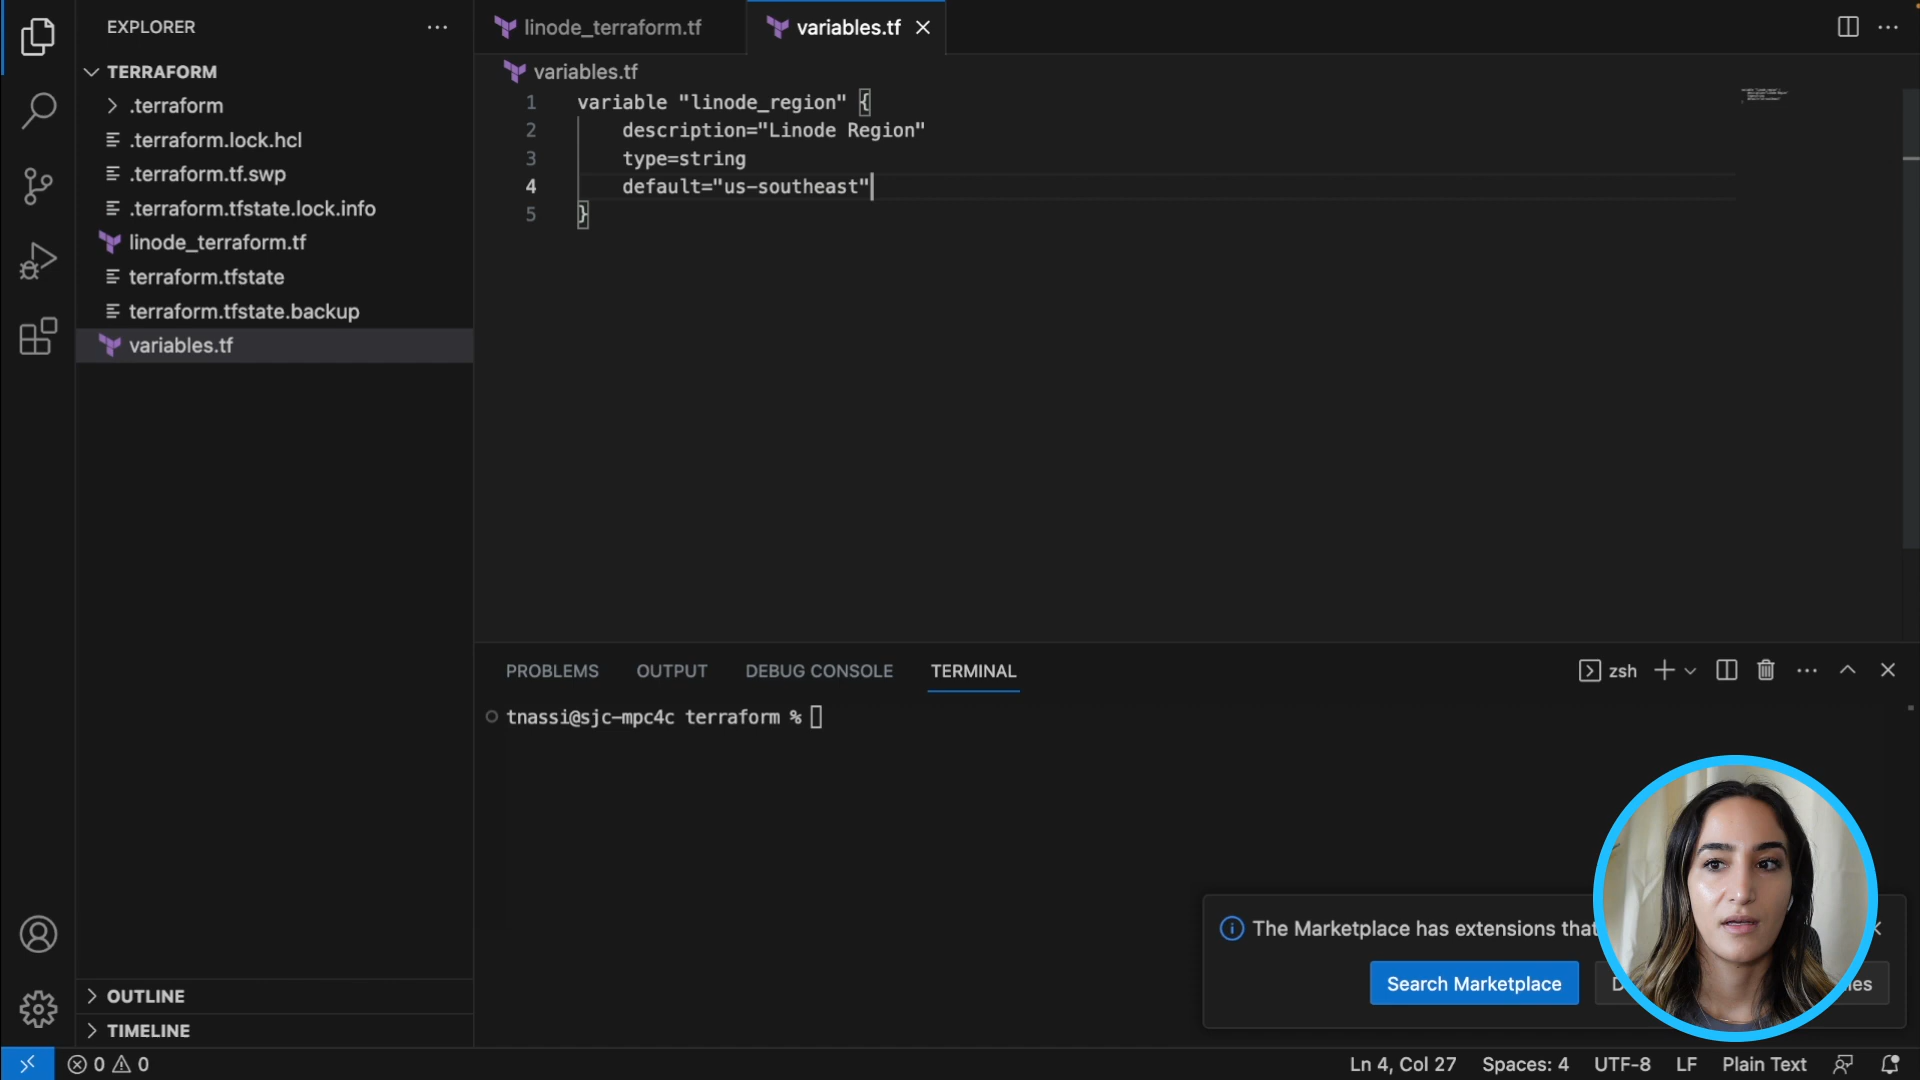 EXPLORER
TERRAFORM
.terraform
.terraform.lock.hcl
.terraform.tf.swp
.terraform.tfstate.lock.info
linode_terraform.tf
terraform.tfstate
terraform.tfstate.backup
variables.tf
OUTLINE
TIMELINE
linode_terraform.tf
variables.tf
variables.tf
1 variable "linode_region" {
2 description="Linode Region"
3 type=string
4 default="us-southeast"
5 }
PROBLEMS OUTPUT DEBUG CONSOLE TERMINAL
zsh
tnassi@sjc-mpc4c terraform %
The Marketplace has extensions that
Search Marketplace
0 0
Ln 4, Col 27 Spaces: 4 UTF-8 LF Plain Text